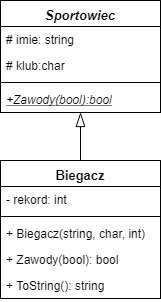 Sportowiec
# imie: string
# klub:char
+Zawody(bool):bool
Biegacz
- rekord: int
+ Biegacz(string, char, int)
+ Zawody(bool): bool
+ ToString(): string